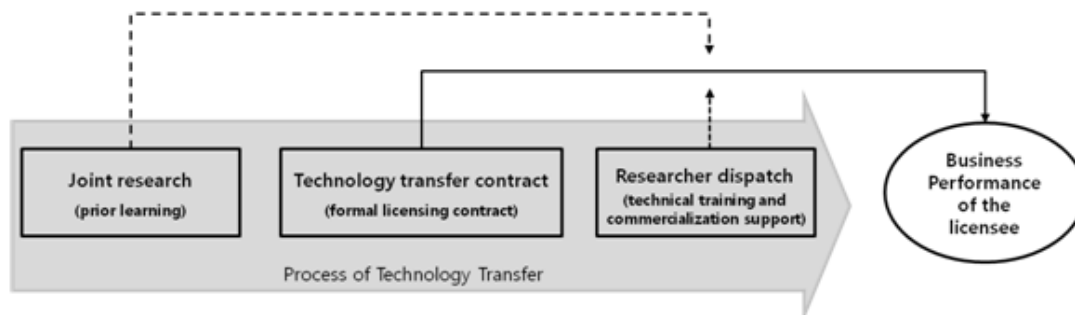 Joint research
(prior learning)
Technology transfer contract
(formal licensing contract)
Researcher dispatch
(technical training and
commercialization support)
Business
Performance
of the
licensee
Process of Technology Transfer